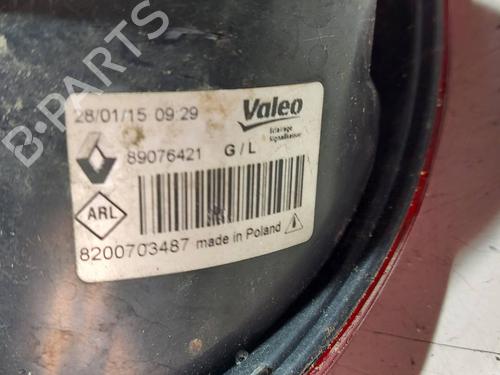 B-PARTS
28/01/15 09:29
Valeo
Eclairage
Signalisation
89076421 G/L
ARL
8200703487 made in Poland